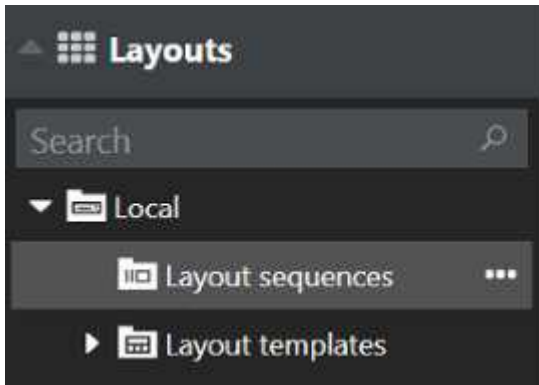 Layouts
Search
Local
Layout sequences
Layout templates